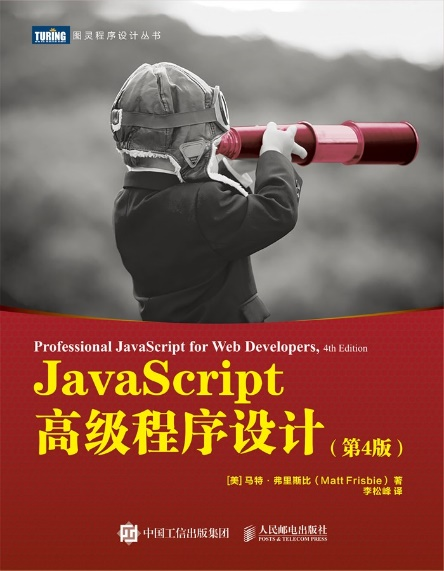 TURING 图灵程序设计丛书
Professional JavaScript for Web Developers, 4th Edition
JavaScript
高级程序设计（第4版）
[美] 马特·弗里斯比（Matt Frisbie）著
李松峰 译
中国工信出版集团 人民邮电出版社
POSTS & TELECOM PRESS